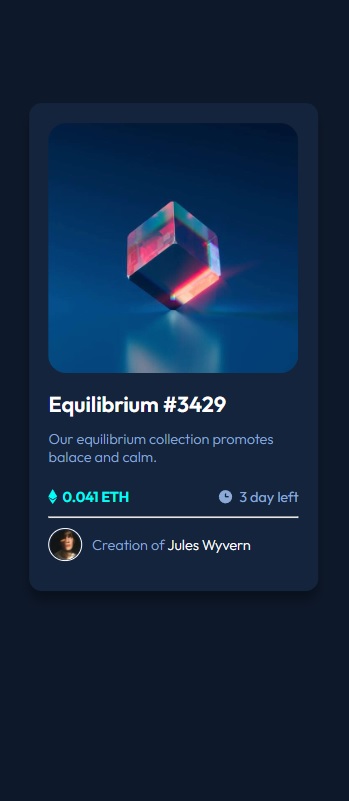 Equilibrium #3429
Our equilibrium collection promotes
balace and calm.
0.041 ETH
3 day left
Creation of Jules Wyvern